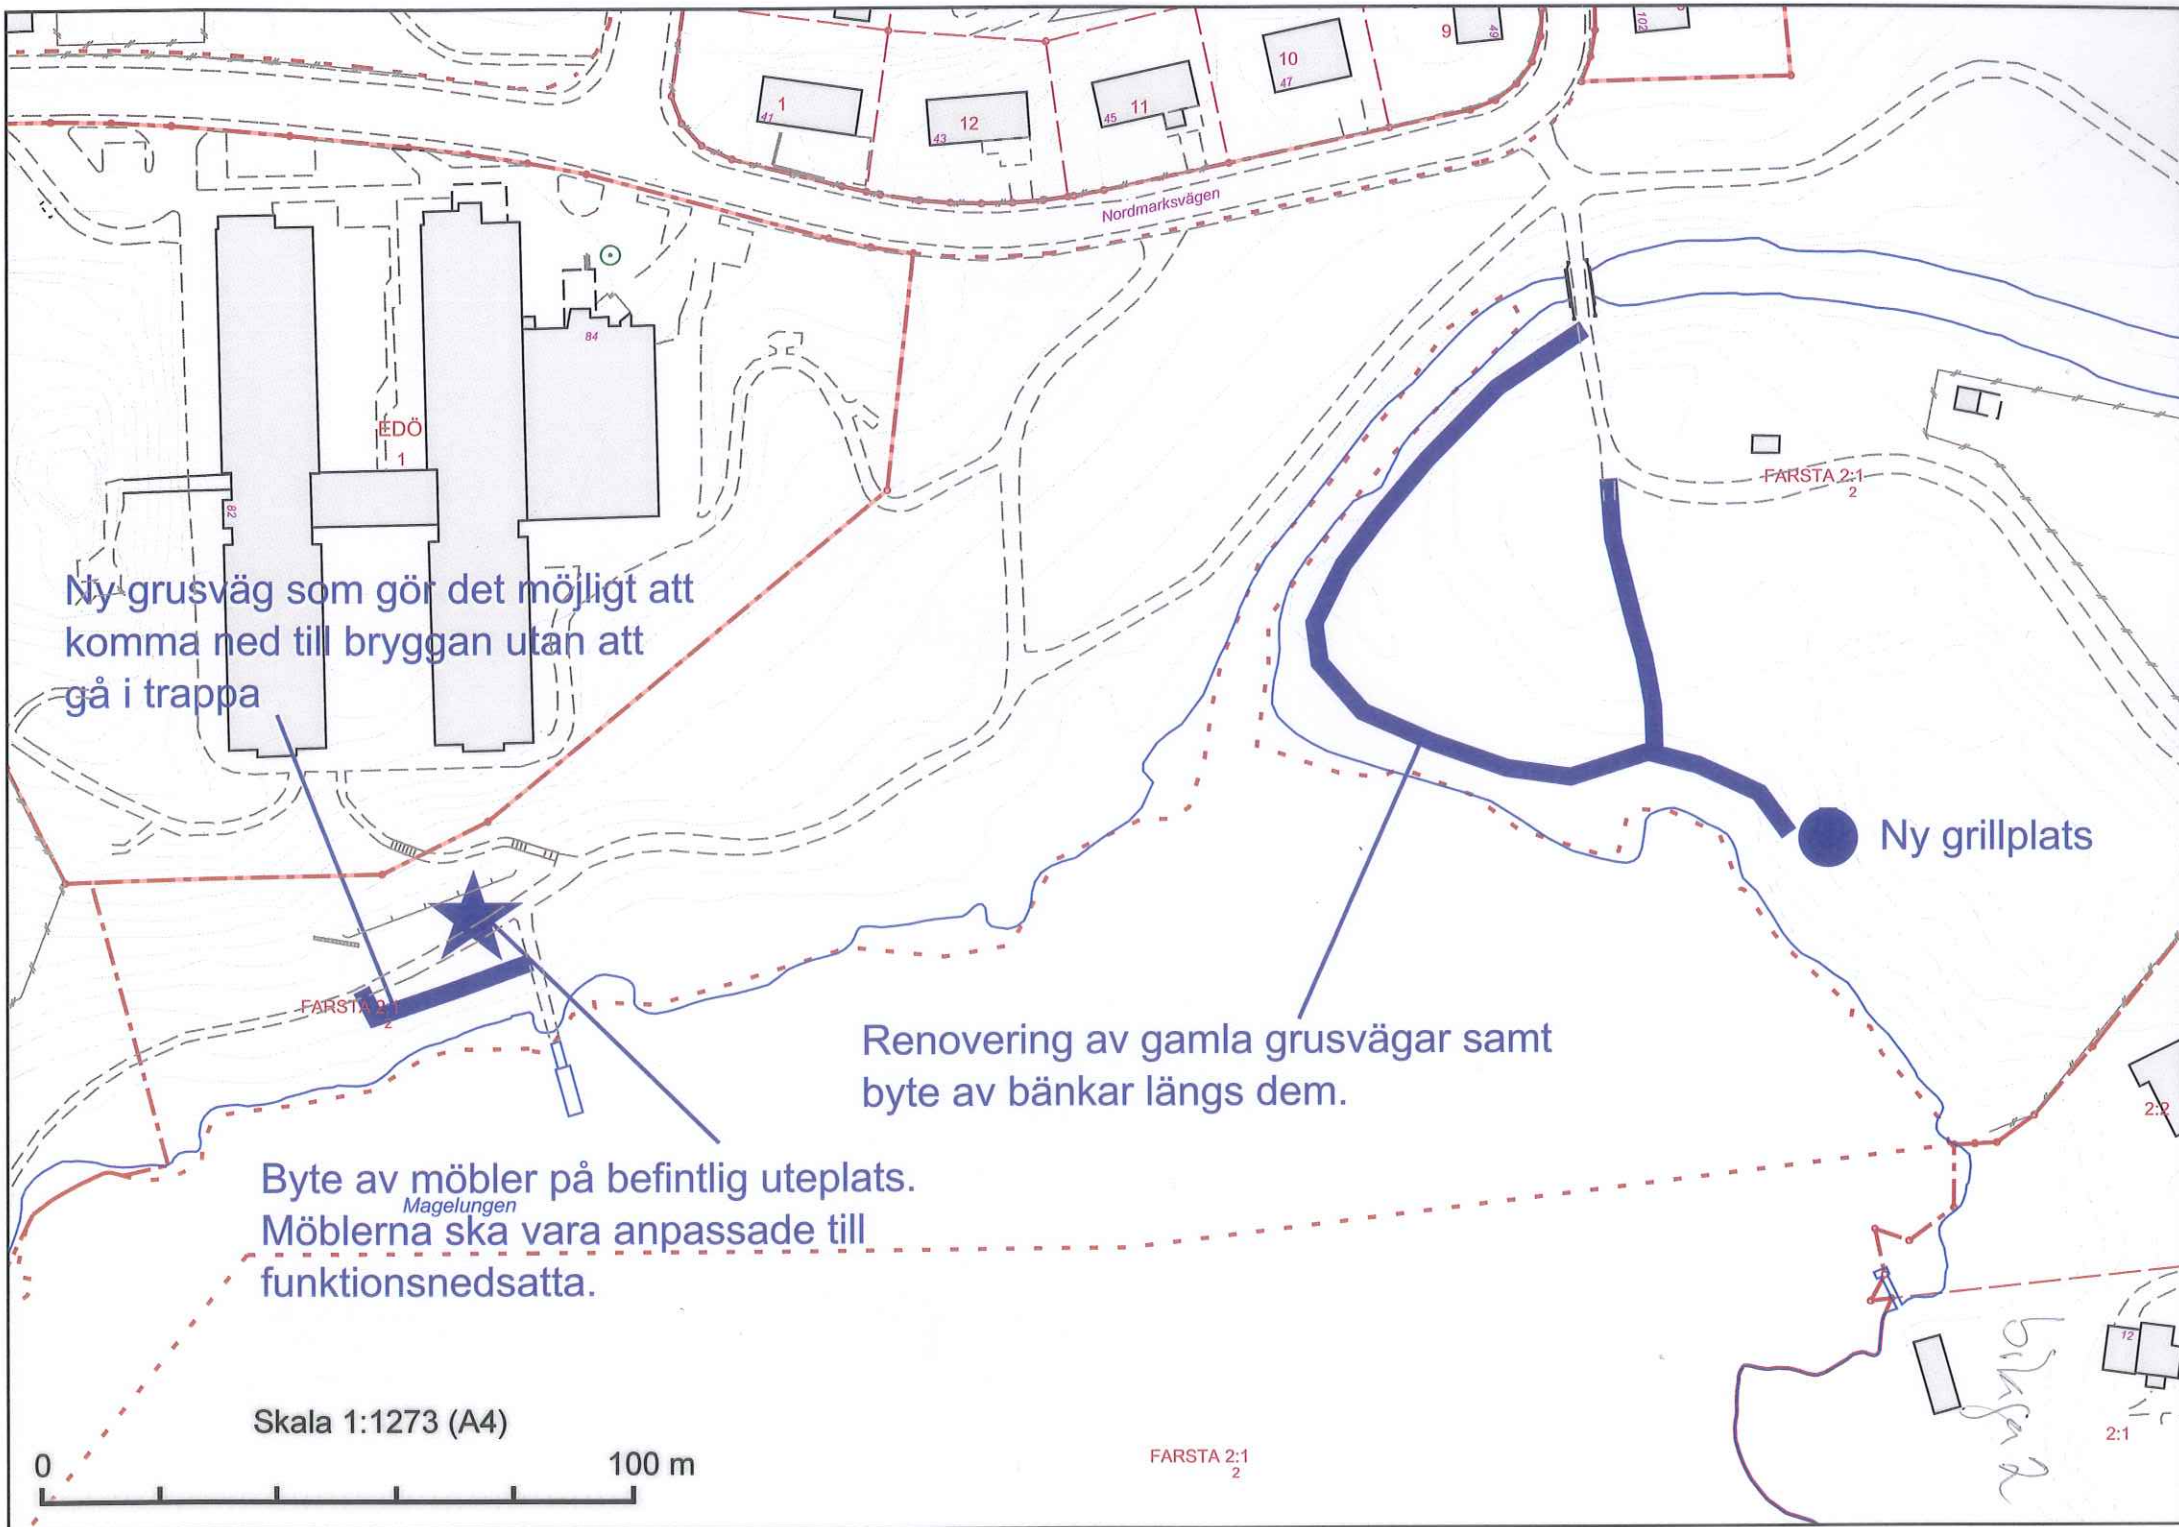 102
9
49
10
47
1
41
12
43
11
45
Nordmarksvägen
84
EDÖ
1
82
FARSTA 2:1
2
Ny grusväg som gör det möjligt att
komma ned till bryggan utan att
gå i trappa
Ny grillplats
FARSTA 2:1
2
Renovering av gamla grusvägar samt
byte av bänkar längs dem.
2:2
Byte av möbler på befintlig uteplats.
Magelungen
Möblerna ska vara anpassade till
funktionsnedsatta.
12
bilaga 2
Skala 1:1273 (A4)
2:1
0
100 m
FARSTA 2:1
2